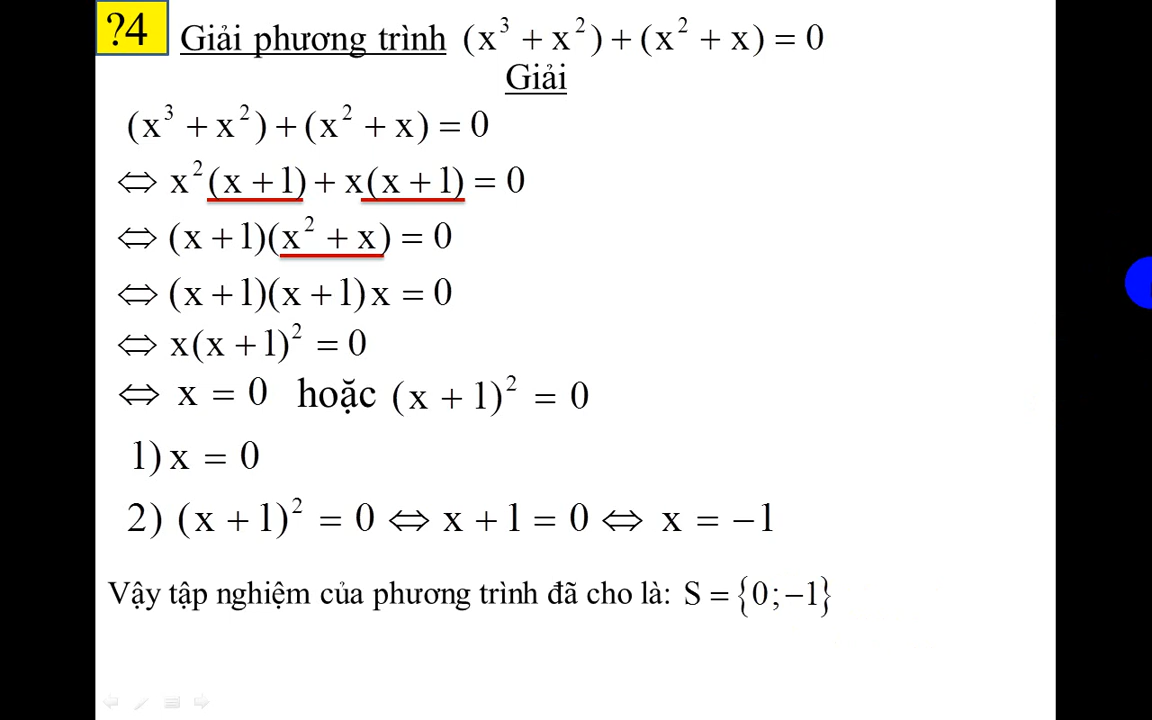 ?4 Giải phương trình (x³ + x²) + (x² + x) = 0
Giải
(x³ + x²) + (x² + x) = 0
⇔ x²(x + 1) + x(x + 1) = 0
⇔ (x + 1)(x² + x) = 0
⇔ (x + 1)(x + 1)x = 0
⇔ x(x + 1)² = 0
⇔ x = 0 hoặc (x + 1)² = 0
1) x = 0
2) (x + 1)² = 0 ⇔ x + 1 = 0 ⇔ x = −1
Vậy tập nghiệm của phương trình đã cho là: S = {0; −1}